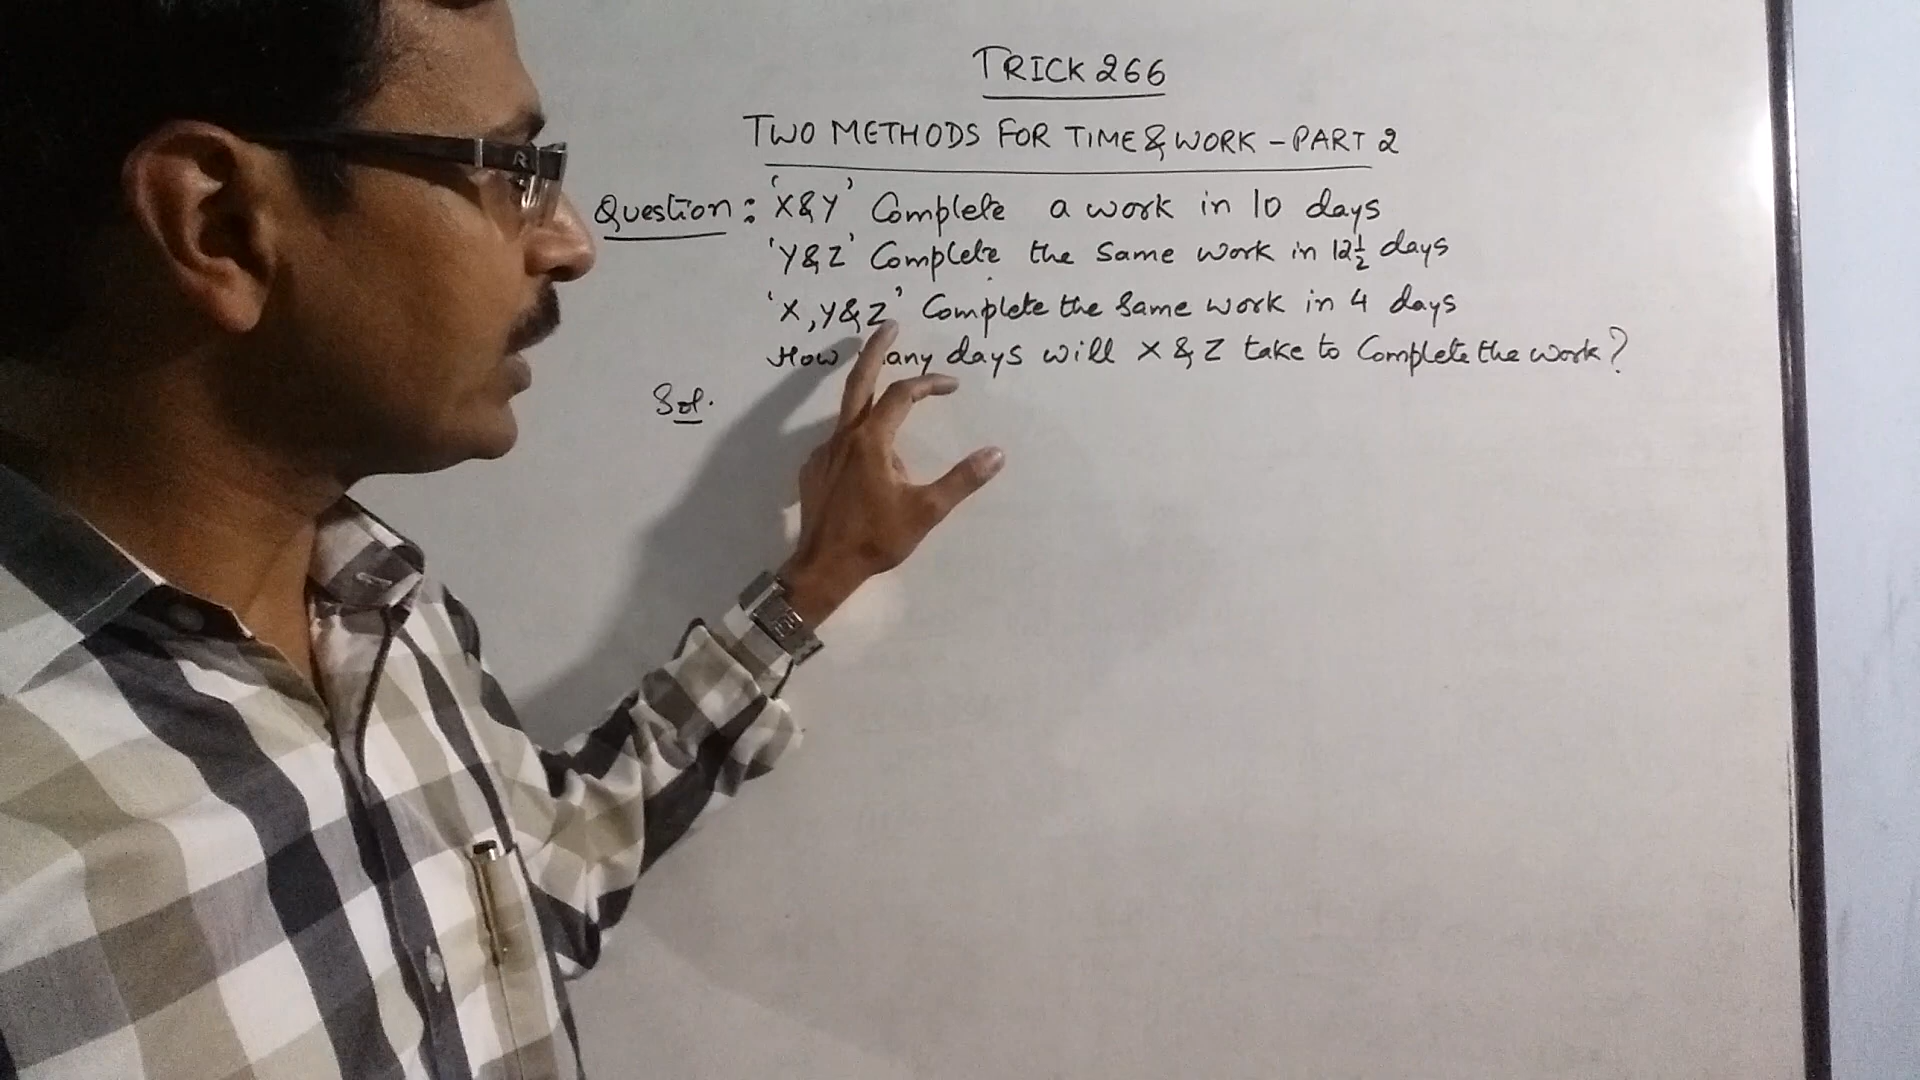 TRICK 266
TWO METHODS FOR TIME & WORK - PART 2
Question : 'X&Y' Complete a work in 10 days
'Y&Z' Complete the same work in 12½ days
'X, Y&Z' Complete the same work in 4 days
How any days will X & Z take to Complete the work?
Sol.